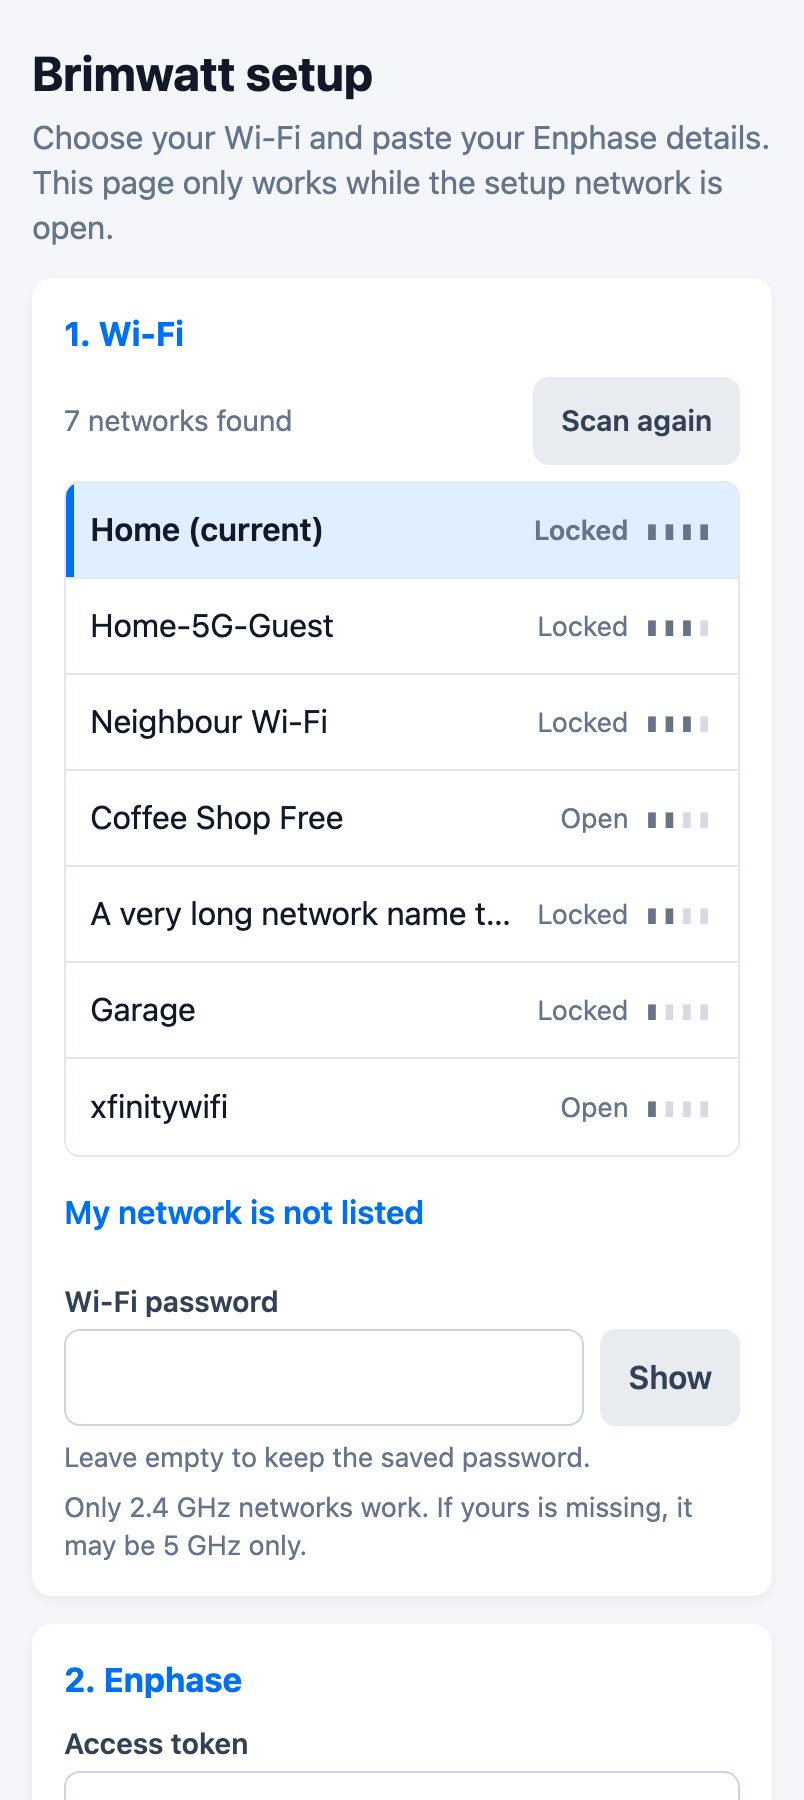 Brimwatt setup
Choose your Wi-Fi and paste your Enphase details.
This page only works while the setup network is
open.
1. Wi-Fi
7 networks found
Scan again
Home (current) Locked
Home-5G-Guest Locked
Neighbour Wi-Fi Locked
Coffee Shop Free Open
A very long network name t... Locked
Garage Locked
xfinitywifi Open
My network is not listed
Wi-Fi password
Show
Leave empty to keep the saved password.
Only 2.4 GHz networks work. If yours is missing, it
may be 5 GHz only.
2. Enphase
Access token